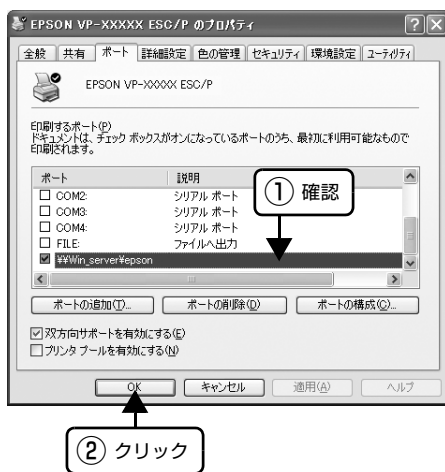 EPSON VP-XXXXX ESC/P のプロパティ
全般 共有 ポート 詳細設定 色の管理 セキュリティ 環境設定 ユーティリティ
EPSON VP-XXXXX ESC/P
印刷するポート(P)
ドキュメントは、チェック ボックスがオンになっているポートのうち、最初に利用可能なもので
印刷されます。
ポート 説明
COM2: シリアル ポート
COM3: シリアル ポート
COM4: シリアル ポート
FILE: ファイルへ出力
¥¥Win_server¥epson
① 確認
ポートの追加(T)... ポートの削除(D) ポートの構成(C)...
双方向サポートを有効にする(E)
プリンタ プールを有効にする(N)
OK キャンセル 適用(A) ヘルプ
② クリック